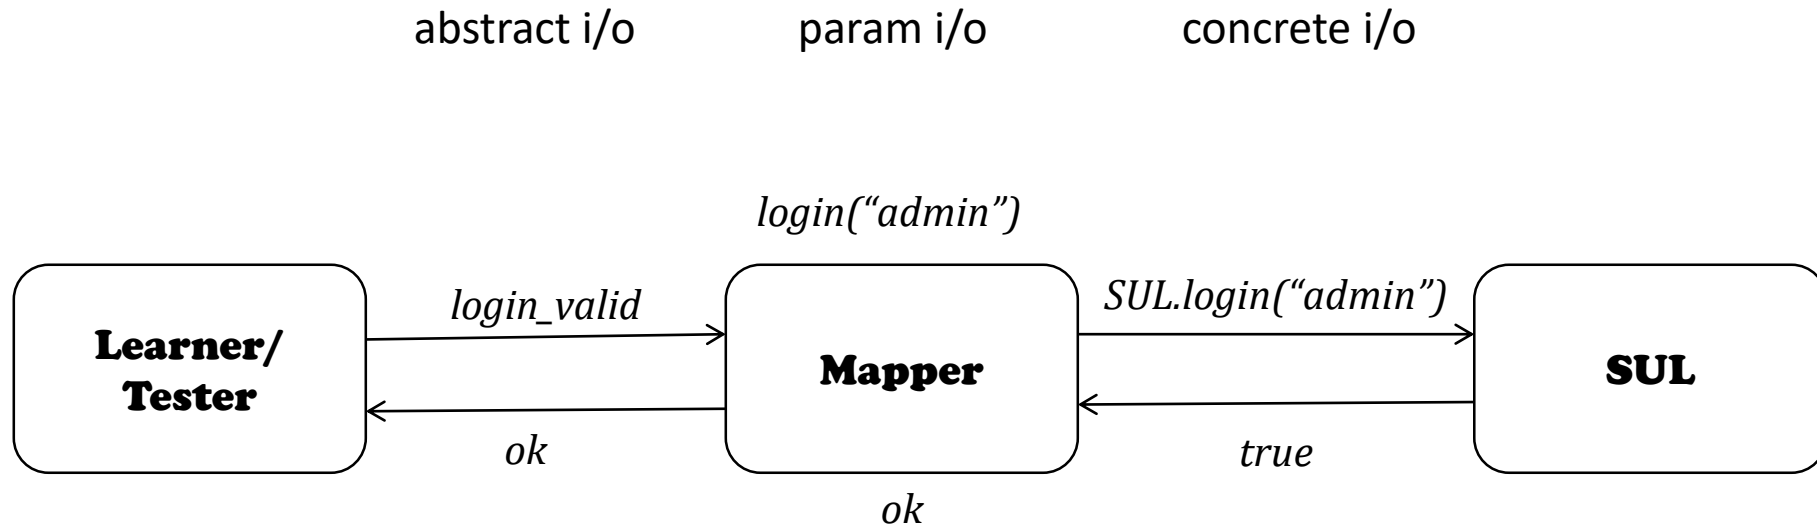 abstract i/o
param i/o
concrete i/o
login(“admin”)
login_valid
SUL.login(“admin”)
Learner/
Tester
Mapper
SUL
ok
true
ok